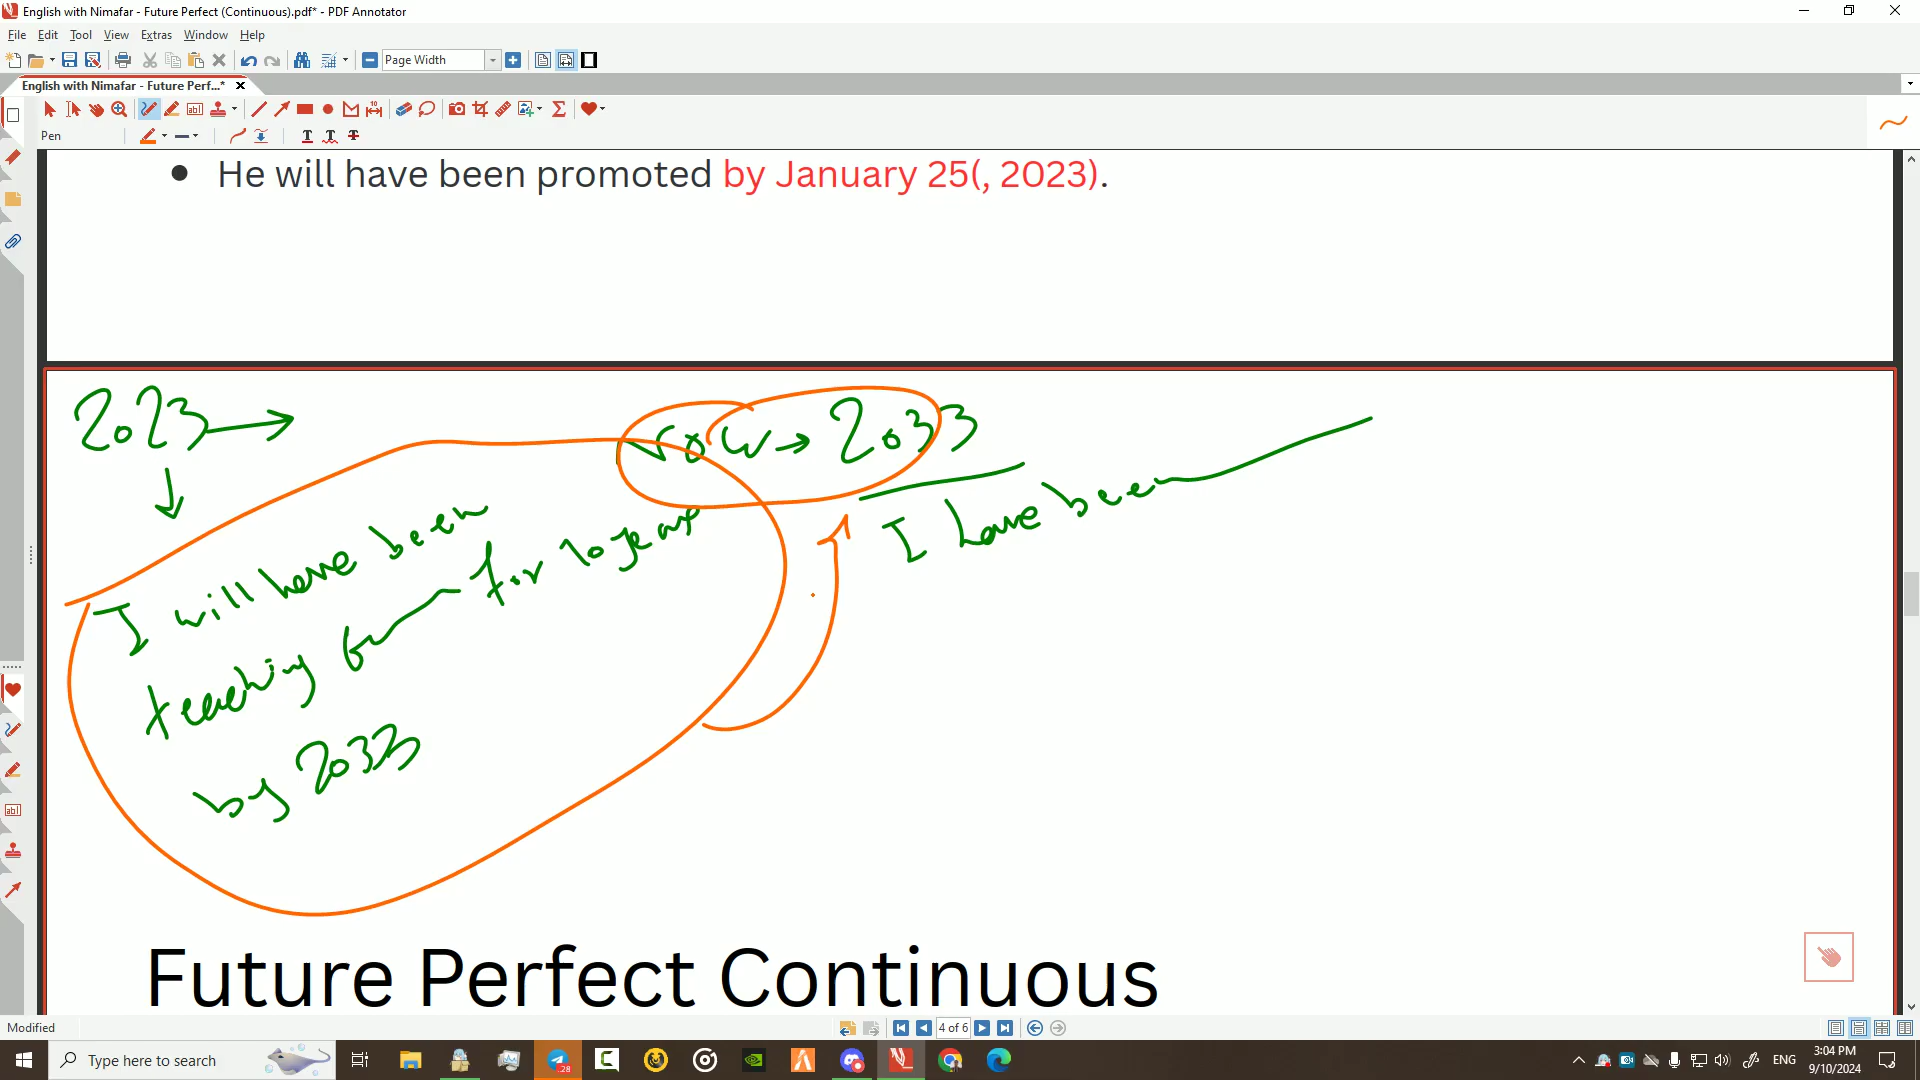 English with Nimafar - Future Perfect (Continuous).pdf* - PDF Annotator
File Edit Tool View Extras Window Help
Page Width
English with Nimafar - Future Perf...*
Pen
He will have been promoted by January 25(, 2023).
2023
Now → 2033
I have been
I will have been
teaching for 10 years
by 2033
Future Perfect Continuous
Modified
4 of 6
Type here to search
28
ENG
3:04 PM
9/10/2024